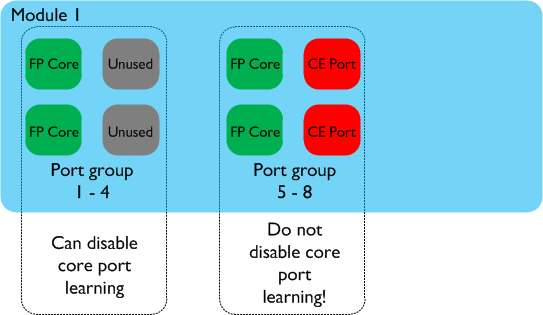 Module 1
FP Core
Unused
FP Core
CE Port
FP Core
Unused
FP Core
CE Port
Port group
1 - 4
Port group
5 - 8
Can disable
core port
learning
Do not
disable core
port
learning!